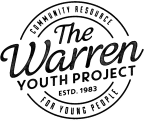 COMMUNITY RESOURCE
The
Warren
YOUTH PROJECT
ESTD. 1983
FOR YOUNG PEOPLE